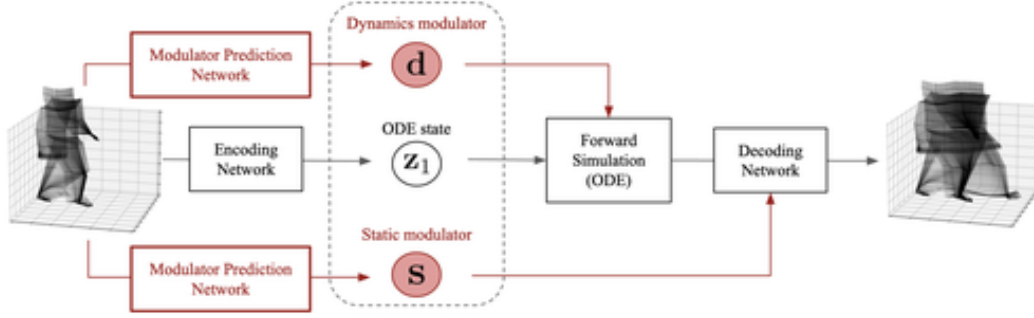 Dynamics modulator
Modulator Prediction
Network
d
ODE state
Encoding
Network
z₁
Forward
Simulation
(ODE)
Decoding
Network
Static modulator
Modulator Prediction
Network
s